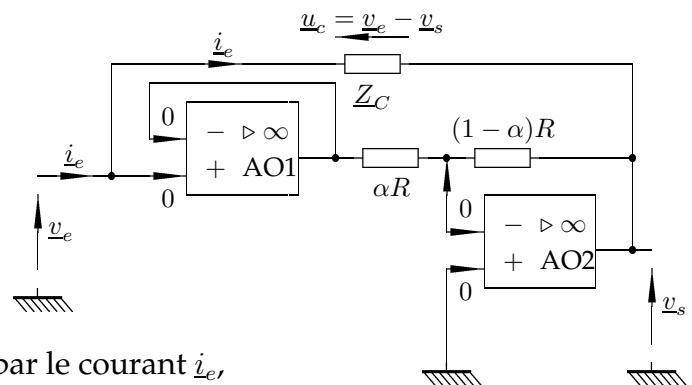 u_c = v_e − v_s
i_e
Z_C
0
− ▷ ∞
(1 − α)R
i_e
+ AO1
αR
0
0
v_e
− ▷ ∞
+ AO2
0
v_s
par le courant i_e,